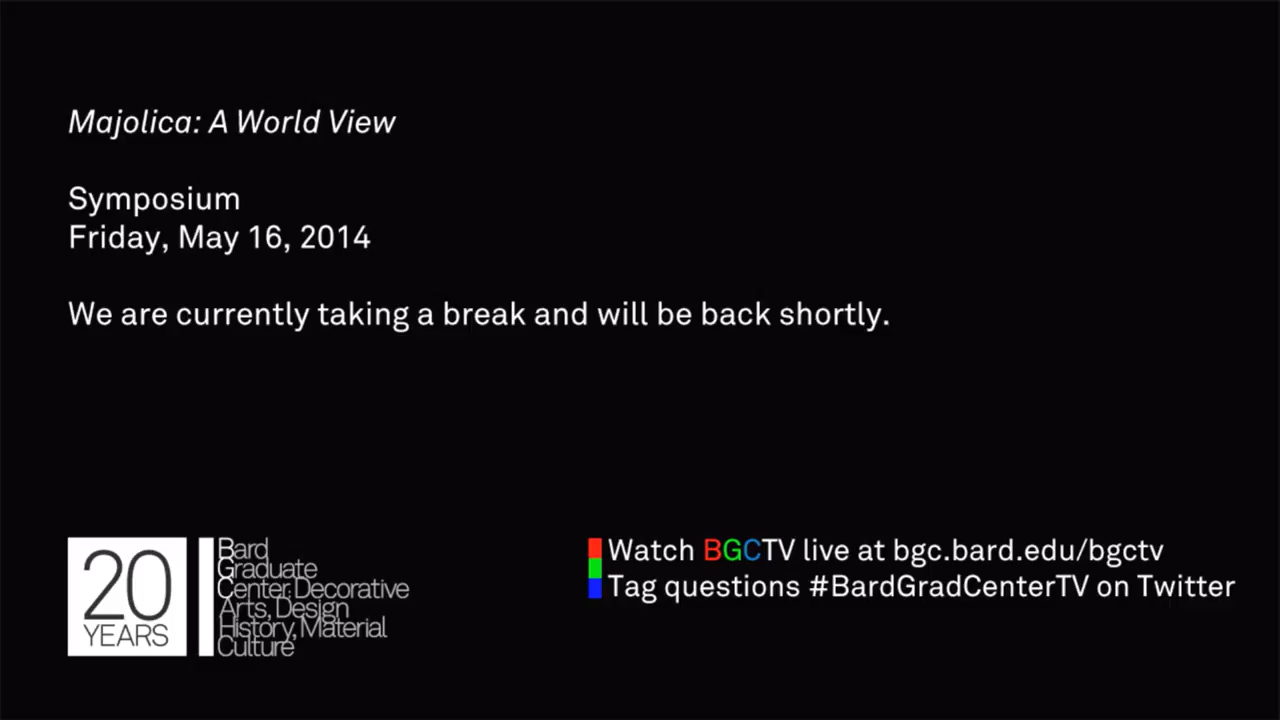 Majolica: A World View
Symposium
Friday, May 16, 2014
We are currently taking a break and will be back shortly.
20
YEARS
Bard
Graduate
Center: Decorative
Arts, Design
History, Material
Culture
Watch BGCTV live at bgc.bard.edu/bgctv
Tag questions #BardGradCenterTV on Twitter